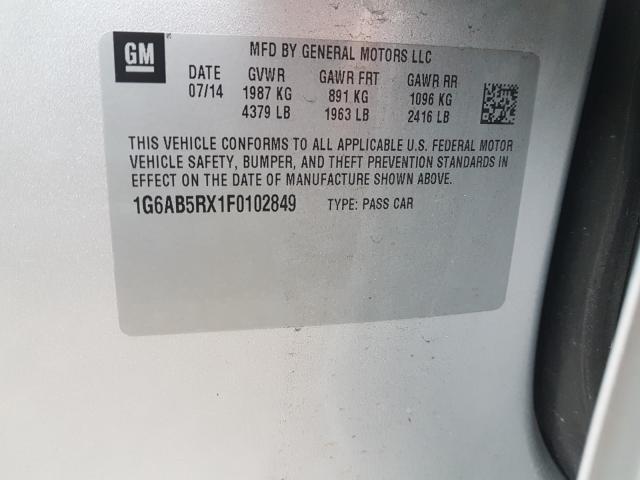 GM
MFD BY GENERAL MOTORS LLC
DATE GVWR GAWR FRT GAWR RR
07/14 1987 KG 891 KG 1096 KG
4379 LB 1963 LB 2416 LB
THIS VEHICLE CONFORMS TO ALL APPLICABLE U.S. FEDERAL MOTOR
VEHICLE SAFETY, BUMPER, AND THEFT PREVENTION STANDARDS IN
EFFECT ON THE DATE OF MANUFACTURE SHOWN ABOVE.
1G6AB5RX1F0102849 TYPE: PASS CAR